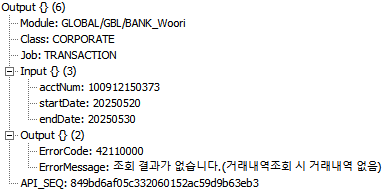 Output {} (6)
Module: GLOBAL/GBL/BANK_Woori
Class: CORPORATE
Job: TRANSACTION
Input {} (3)
acctNum: 100912150373
startDate: 20250520
endDate: 20250530
Output {} (2)
ErrorCode: 42110000
ErrorMessage: 조회 결과가 없습니다.(거래내역조회 시 거래내역 없음)
API_SEQ: 849bd6af05c332060152ac59d9b63eb3